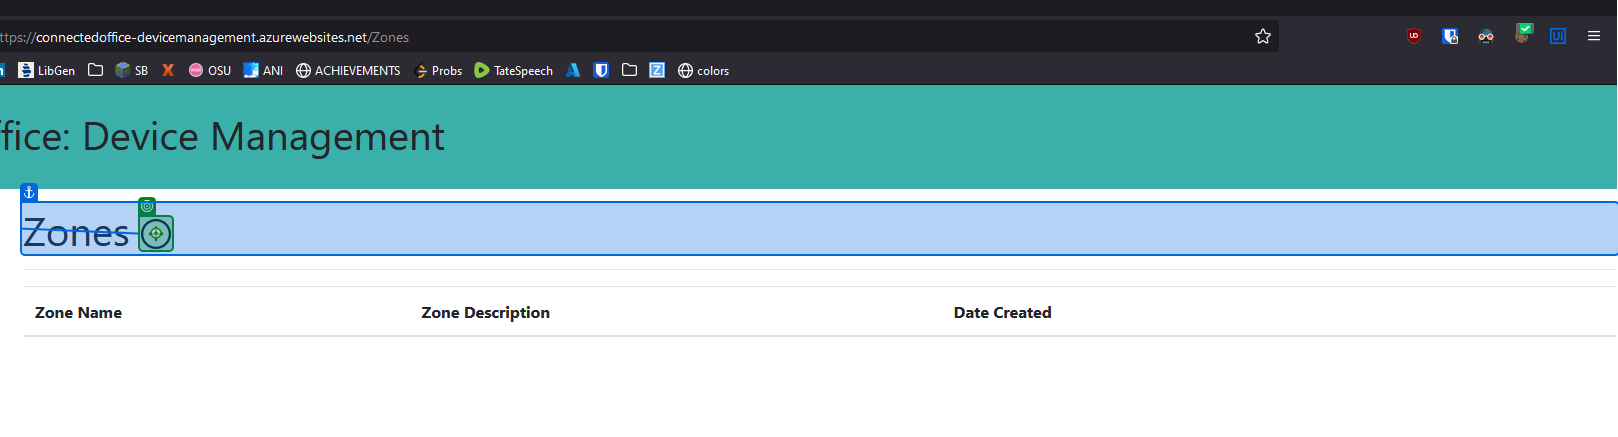 ttps://connectedoffice-devicemanagement.azurewebsites.net/Zones
LibGen SB OSU ANI ACHIEVEMENTS Probs TateSpeech colors
ffice: Device Management
Zones
Zone Name Zone Description Date Created